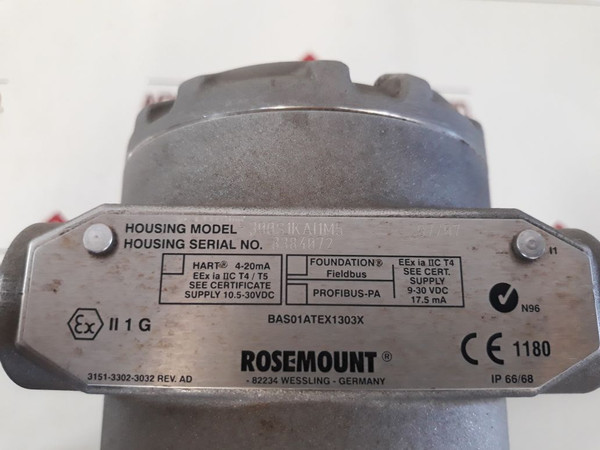 HOUSING MODEL
HOUSING SERIAL NO.
HART® 4-20mA
EEx ia IIC T4 / T5
SEE CERTIFICATE
SUPPLY 10.5-30VDC
FOUNDATION®
Fieldbus
PROFIBUS-PA
EEx ia IIC T4
SEE CERT.
SUPPLY
9-30 VDC
17.5 mA
N96
BAS01ATEX1303X
Ex II 1 G
ROSEMOUNT®
- 82234 WESSLING - GERMANY
CE 1180
3151-3302-3032 REV. AD
IP 66/68